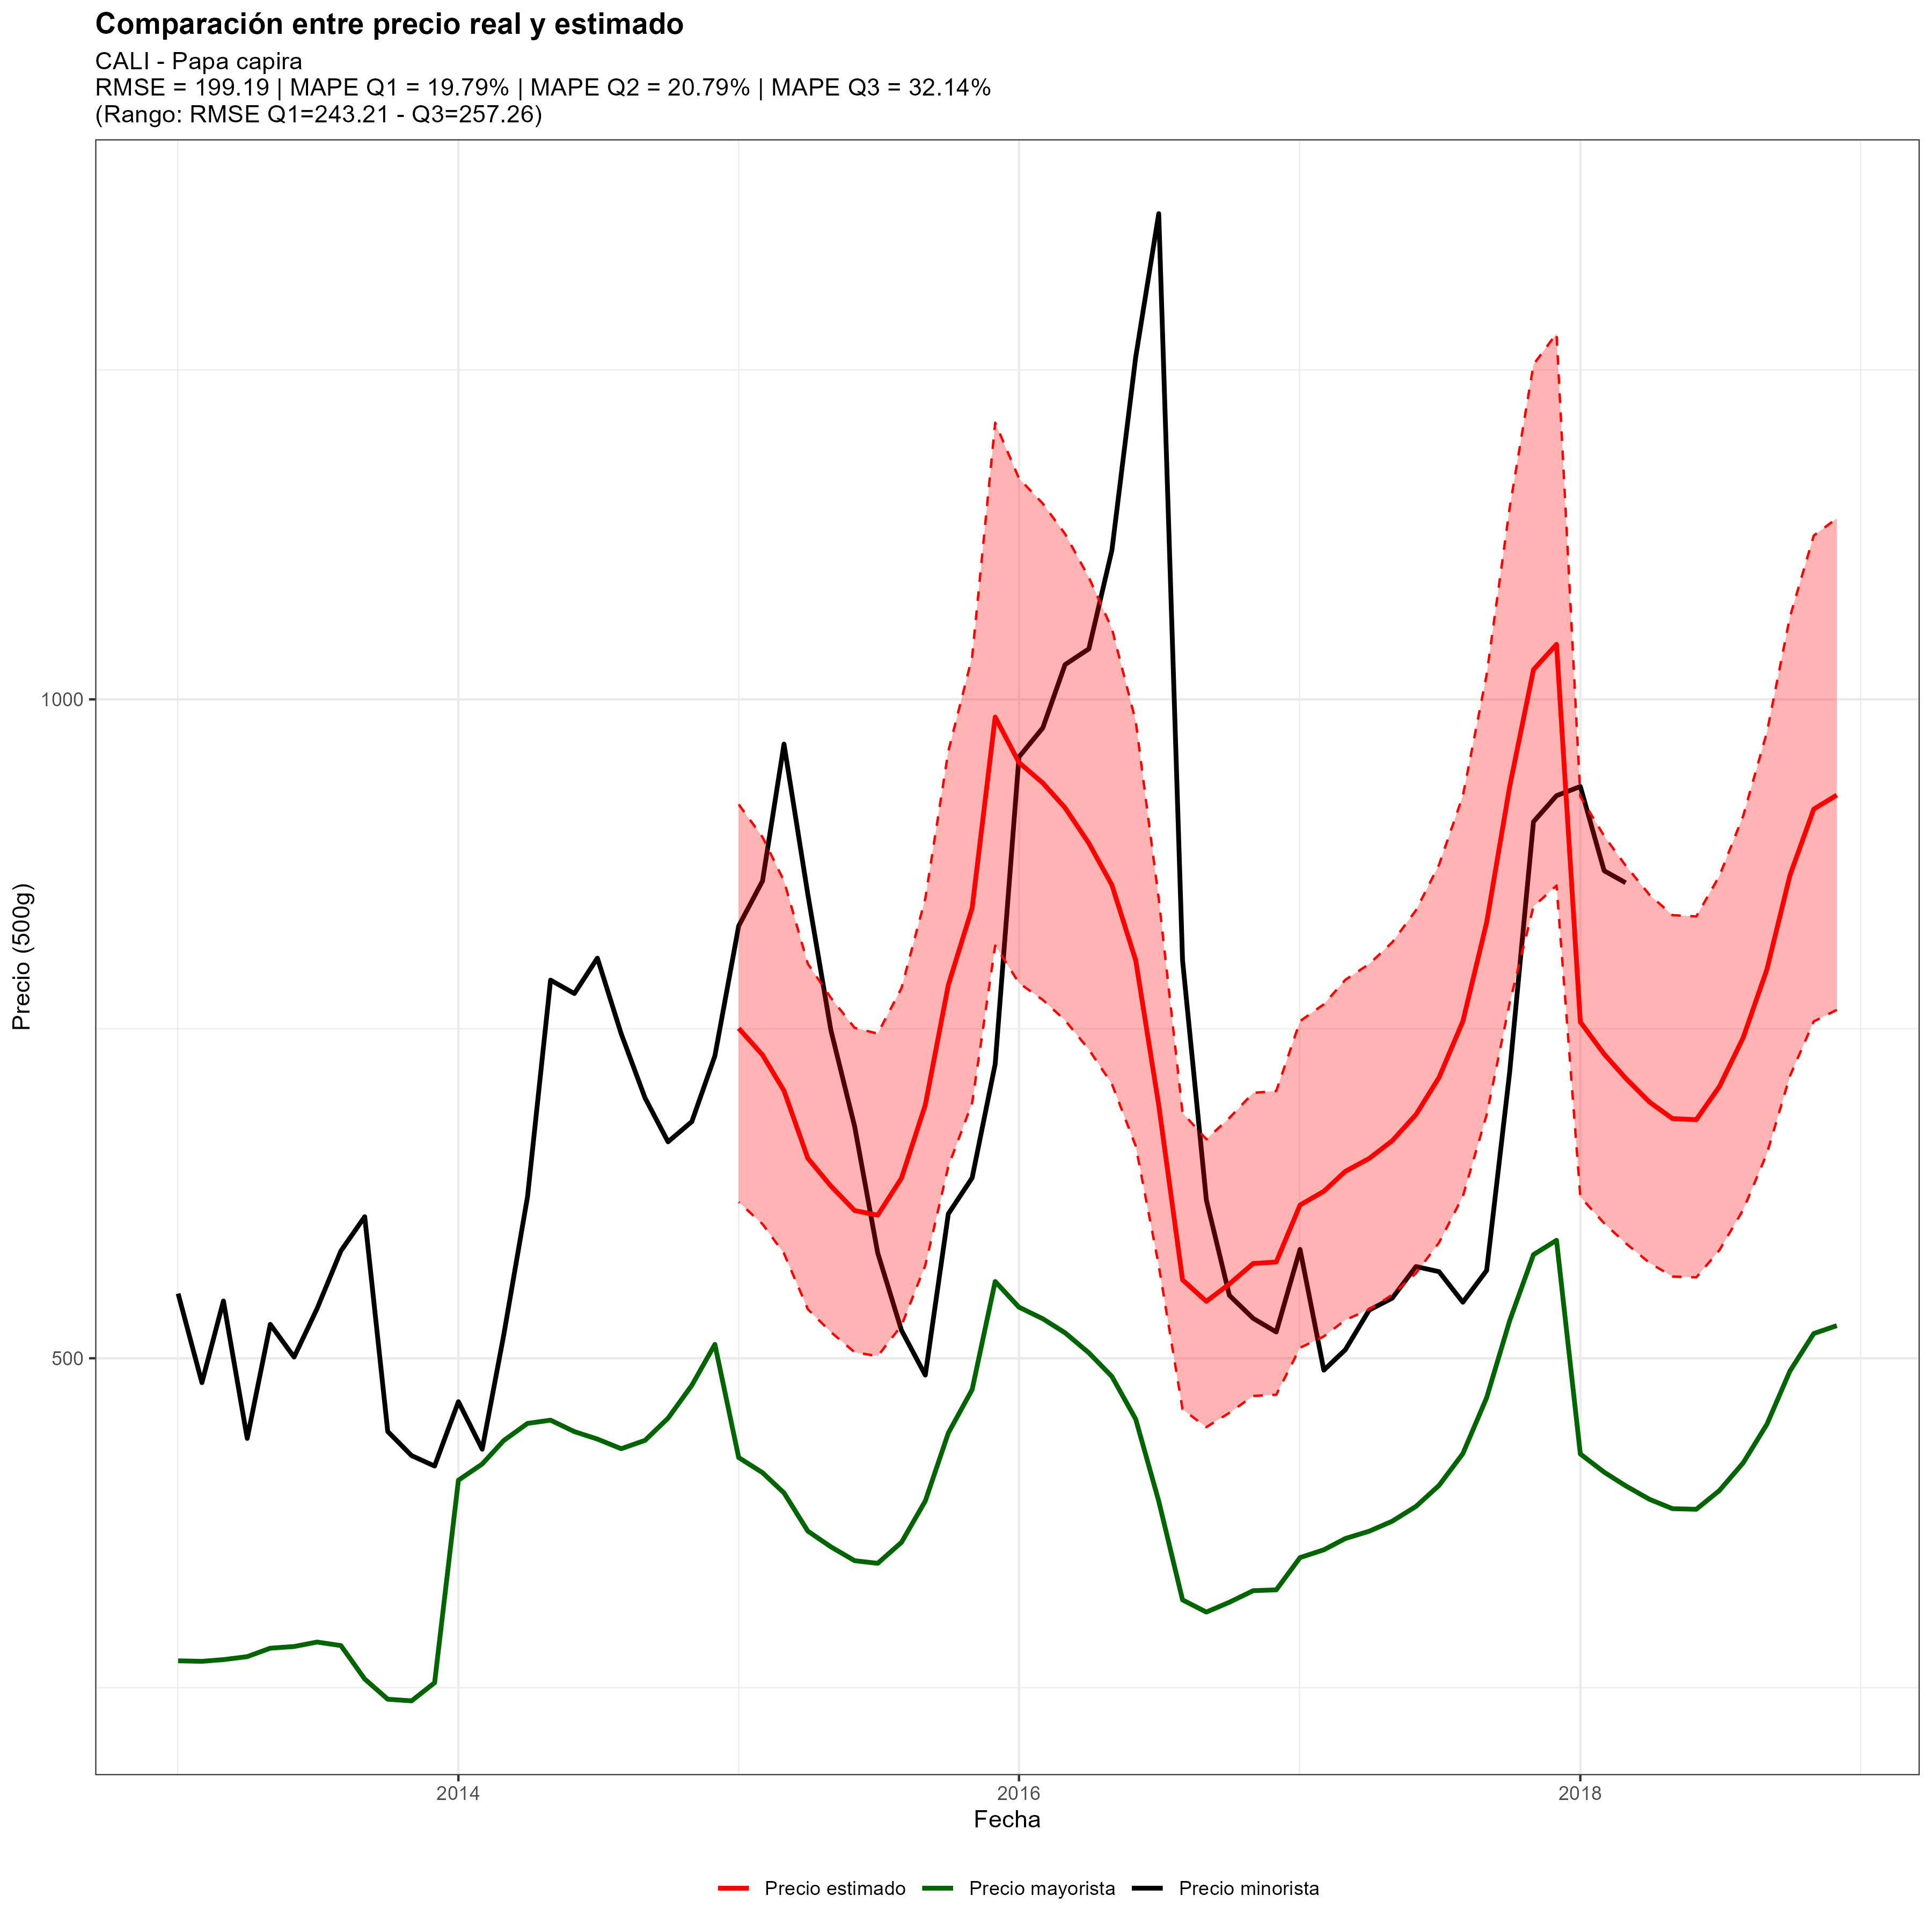 Comparación entre precio real y estimado
CALI - Papa capira
RMSE = 199.19 | MAPE Q1 = 19.79% | MAPE Q2 = 20.79% | MAPE Q3 = 32.14%
(Rango: RMSE Q1=243.21 - Q3=257.26)
Precio (500g)
1000
500
2014
2016
2018
Fecha
Precio estimado
Precio mayorista
Precio minorista